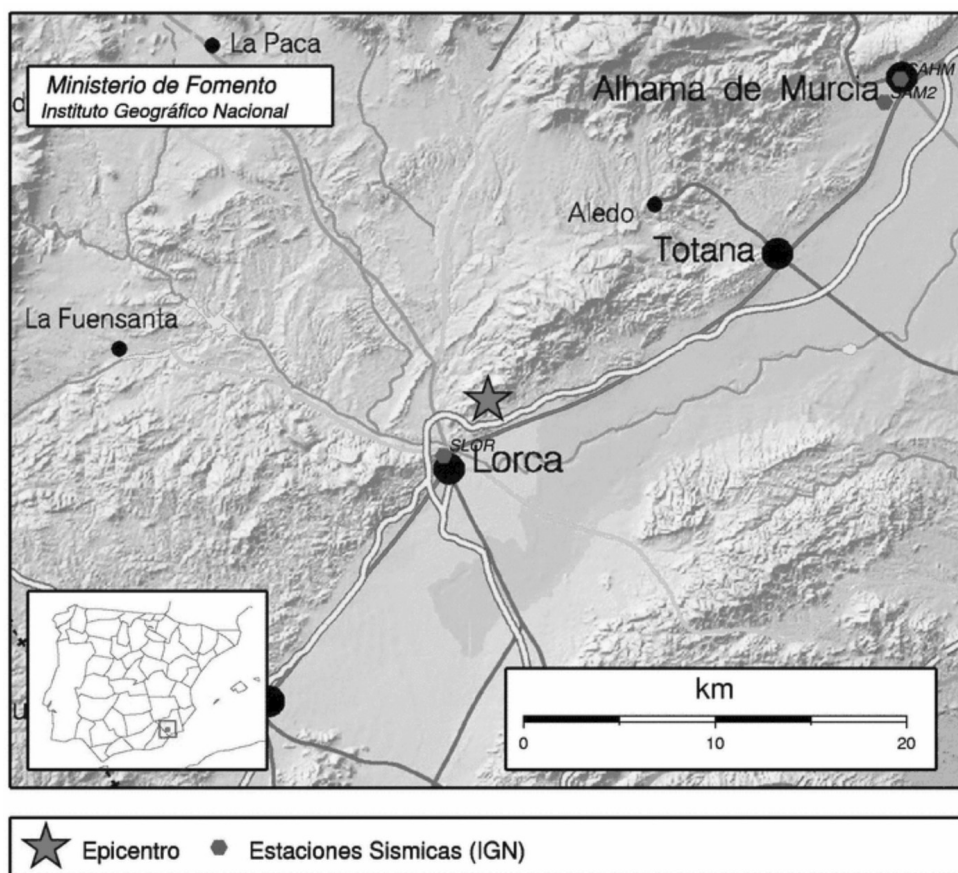 La Paca
Ministerio de Fomento
Instituto Geográfico Nacional
SAHM
Alhama de Murcia
SAM2
Aledo
Totana
La Fuensanta
SLOR
Lorca
km
0 10 20
Epicentro
Estaciones Sísmicas (IGN)